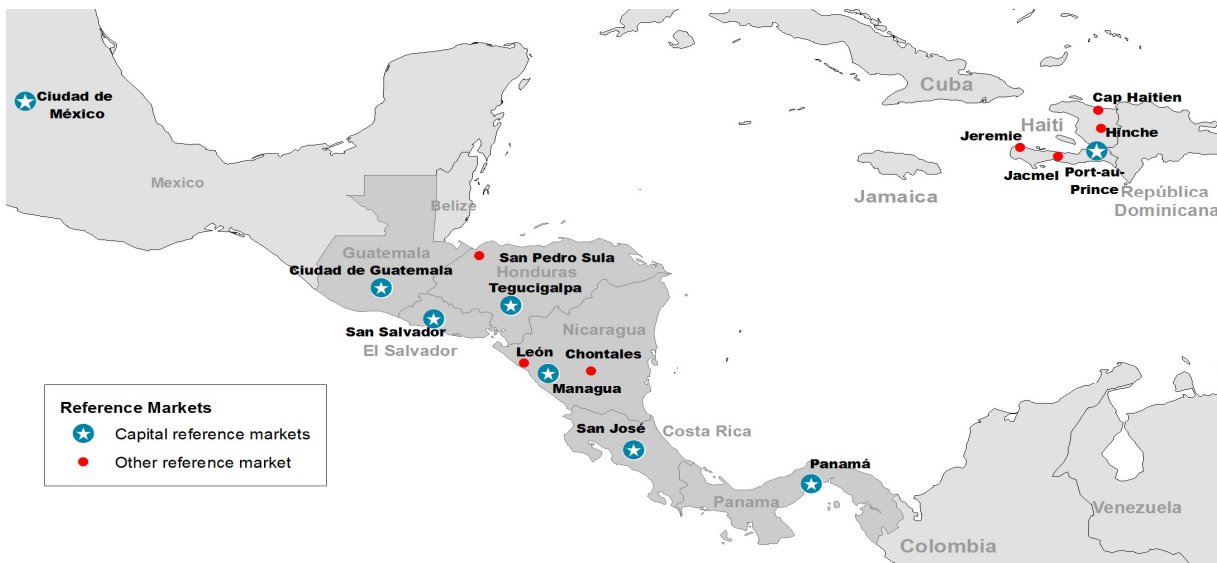 Cuba
Ciudad de
México
Cap Haitien
Haiti
Hinche
Jeremie
Jacmel
Port-au-
Prince
Mexico
Jamaica
República
Dominicana
Belize
Guatemala
Ciudad de Guatemala
San Pedro Sula
Honduras
Tegucigalpa
San Salvador
El Salvador
Nicaragua
León
Chontales
Managua
Reference Markets
Capital reference markets
Other reference market
San José
Costa Rica
Panamá
Panama
Venezuela
Colombia